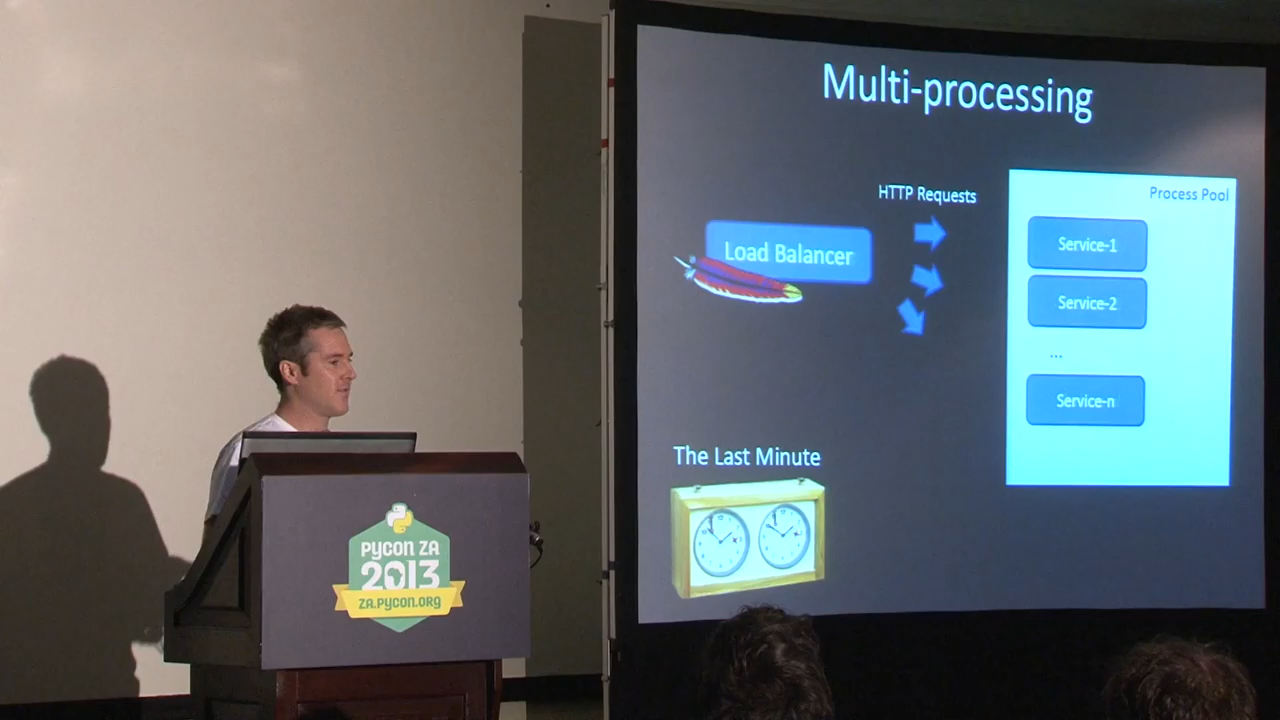 Multi-processing
HTTP Requests
Process Pool
Load Balancer
Service-1
Service-2
...
Service-n
The Last Minute
PYCON ZA
2013
ZA.PYCON.ORG